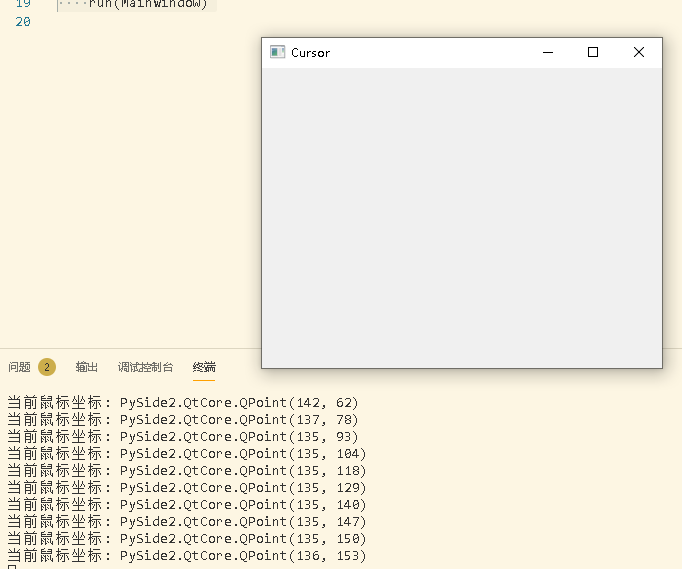 19 ····run(Mainwindow)
20
Cursor
问题 2 输出 调试控制台 终端
当前鼠标坐标: PySide2.QtCore.QPoint(142, 62)
当前鼠标坐标: PySide2.QtCore.QPoint(137, 78)
当前鼠标坐标: PySide2.QtCore.QPoint(135, 93)
当前鼠标坐标: PySide2.QtCore.QPoint(135, 104)
当前鼠标坐标: PySide2.QtCore.QPoint(135, 118)
当前鼠标坐标: PySide2.QtCore.QPoint(135, 129)
当前鼠标坐标: PySide2.QtCore.QPoint(135, 140)
当前鼠标坐标: PySide2.QtCore.QPoint(135, 147)
当前鼠标坐标: PySide2.QtCore.QPoint(135, 150)
当前鼠标坐标: PySide2.QtCore.QPoint(136, 153)